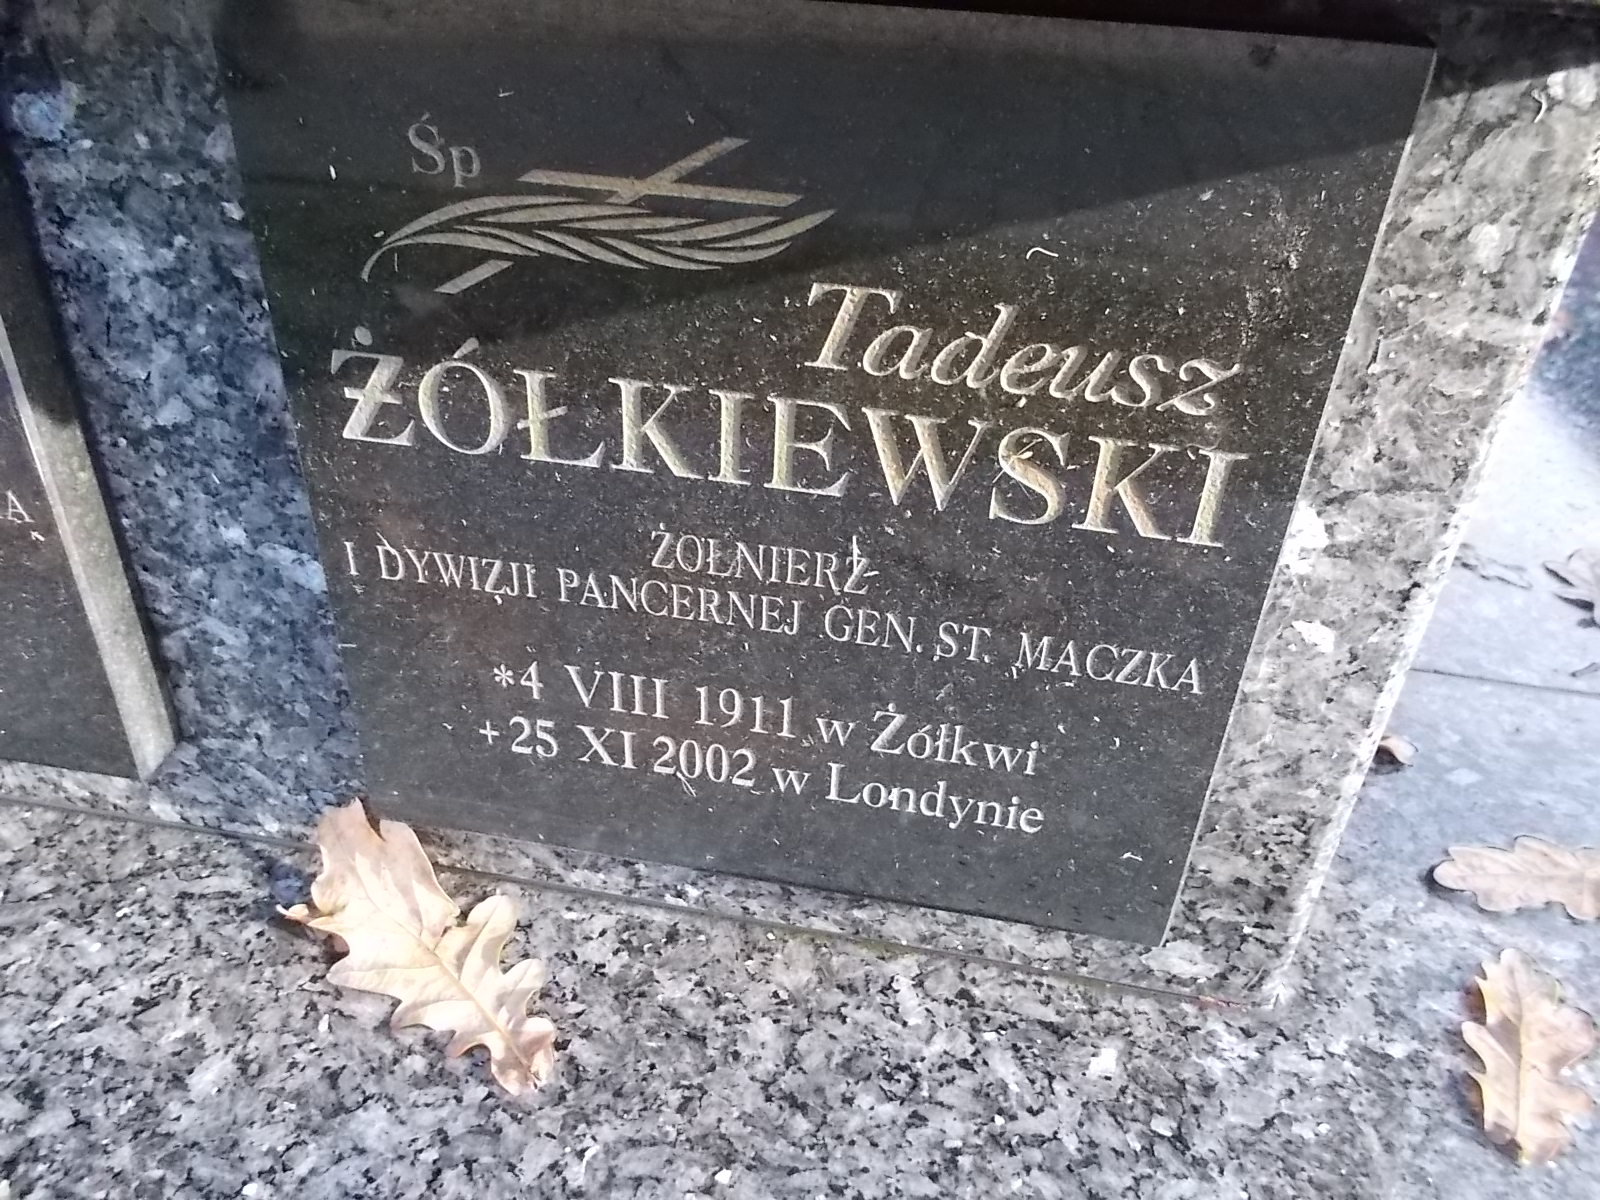 Śp
Tadeusz
ŻÓŁKIEWSKI
ŻOŁNIERZ
I DYWIZJI PANCERNEJ GEN. ST. MACZKA
*4 VIII 1911 w Żółkwi
+25 XI 2002 w Londynie